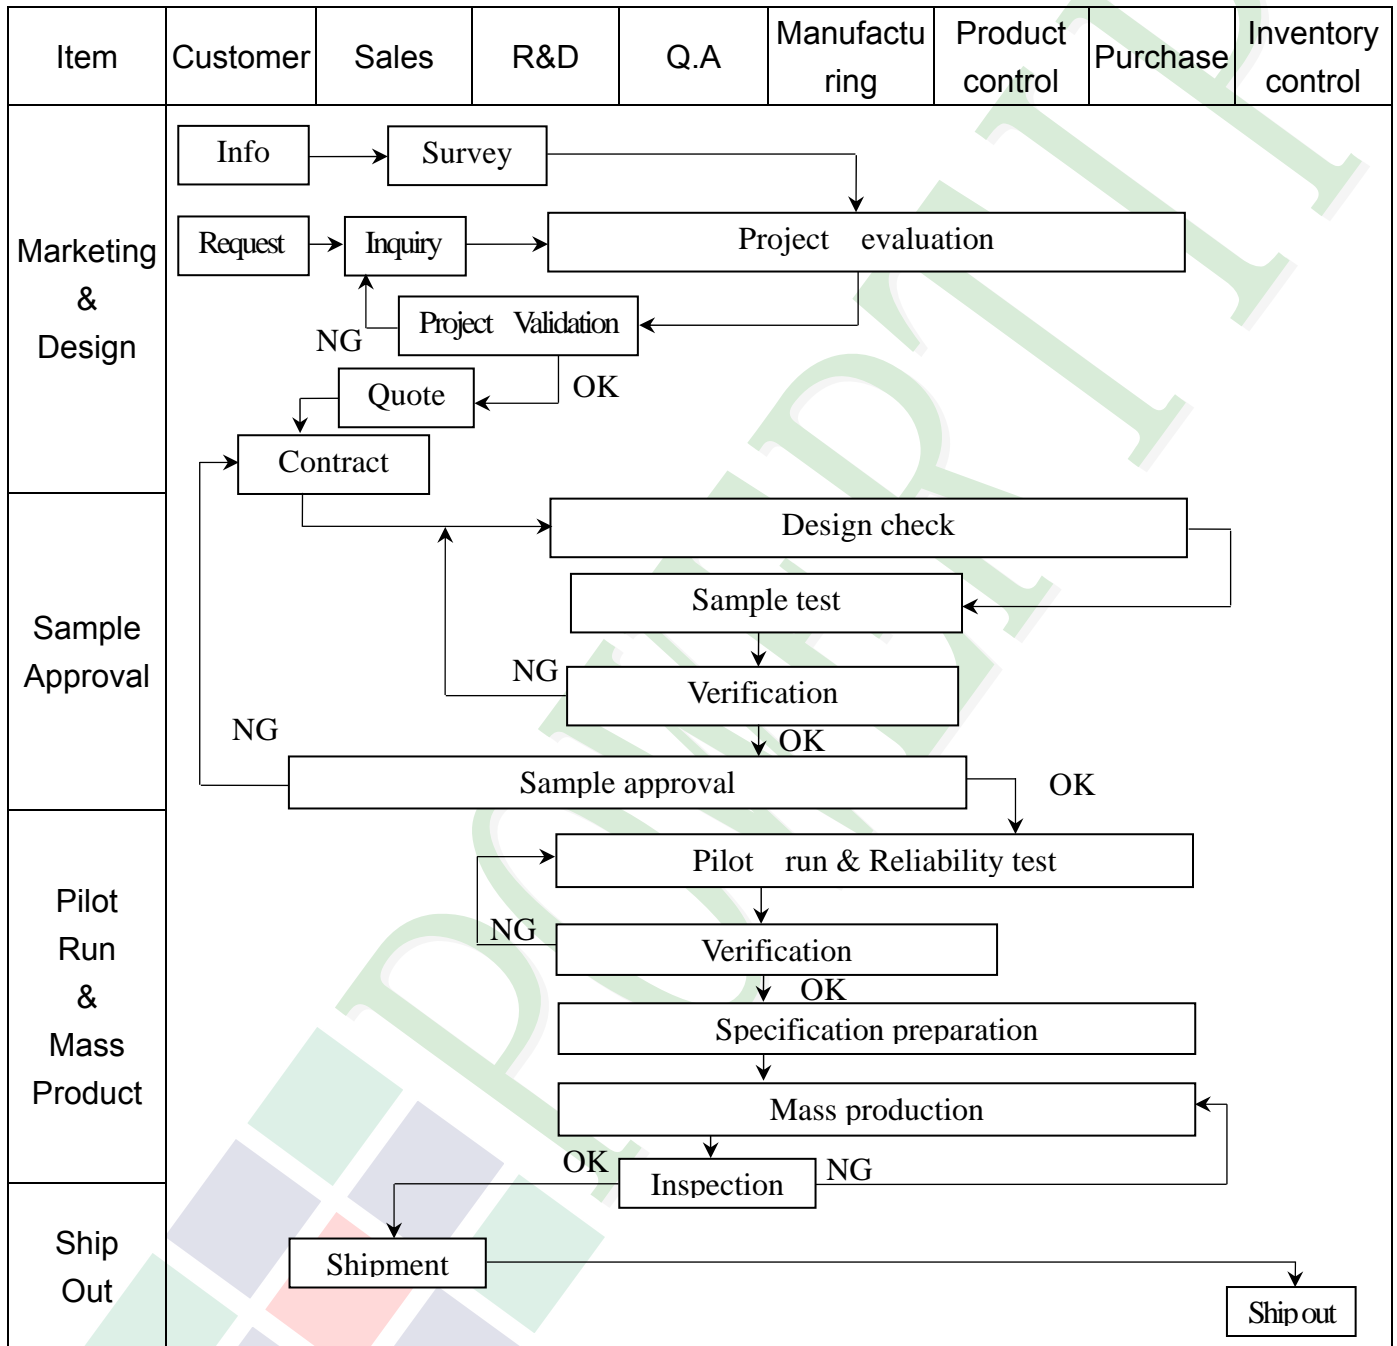 Item
Customer
Sales
R&D
Q.A
Manufactu
ring
Product
control
Purchase
Inventory
control
Marketing
&
Design
Info
Survey
Request
Inquiry
Project evaluation
Project Validation
NG
OK
Quote
Contract
Sample
Approval
Design check
Sample test
NG
Verification
NG
OK
Sample approval
OK
Pilot
Run
&
Mass
Product
Pilot run & Reliability test
NG
Verification
OK
Specification preparation
Mass production
OK
Inspection
NG
Ship
Out
Shipment
Ship out
POWERTIP